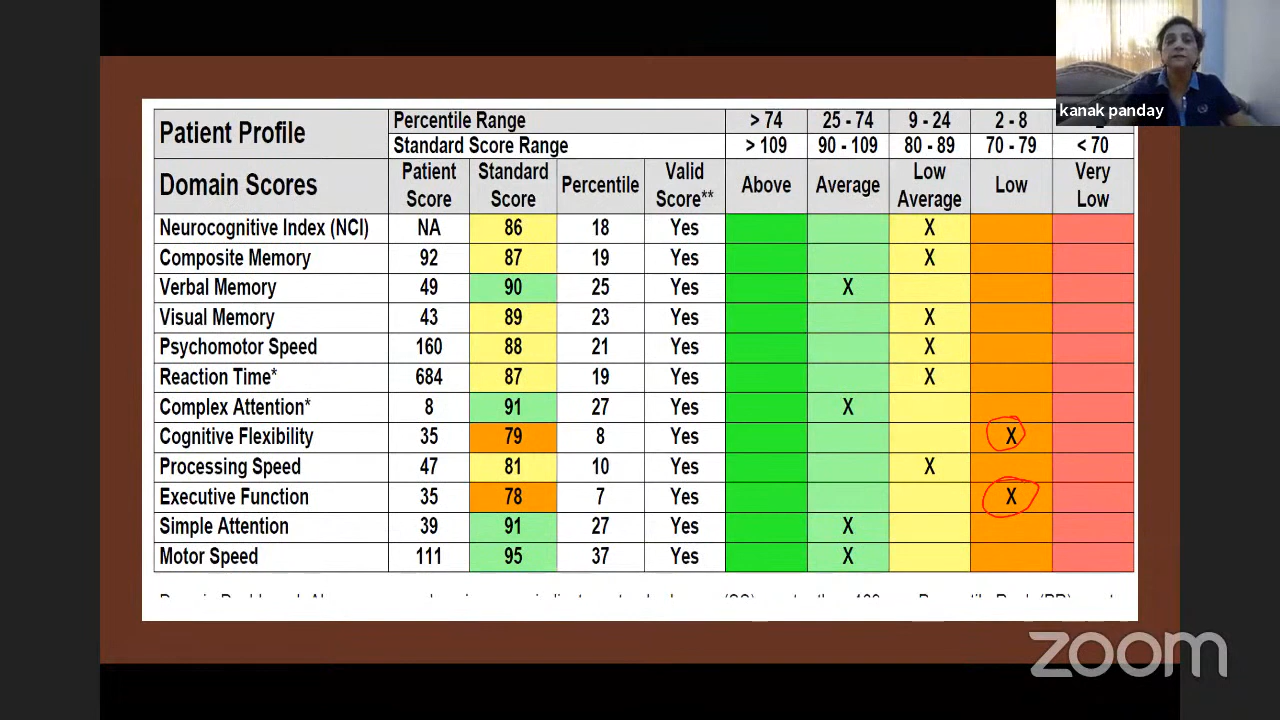 kanak panday
Patient Profile
Percentile Range > 74 25 - 74 9 - 24 2 - 8
Standard Score Range > 109 90 - 109 80 - 89 70 - 79 < 70
Domain Scores Patient Score Standard Score Percentile Valid Score** Above Average Low Average Low Very Low
Neurocognitive Index (NCI) NA 86 18 Yes X
Composite Memory 92 87 19 Yes X
Verbal Memory 49 90 25 Yes X
Visual Memory 43 89 23 Yes X
Psychomotor Speed 160 88 21 Yes X
Reaction Time* 684 87 19 Yes X
Complex Attention* 8 91 27 Yes X
Cognitive Flexibility 35 79 8 Yes X
Processing Speed 47 81 10 Yes X
Executive Function 35 78 7 Yes X
Simple Attention 39 91 27 Yes X
Motor Speed 111 95 37 Yes X
zoom